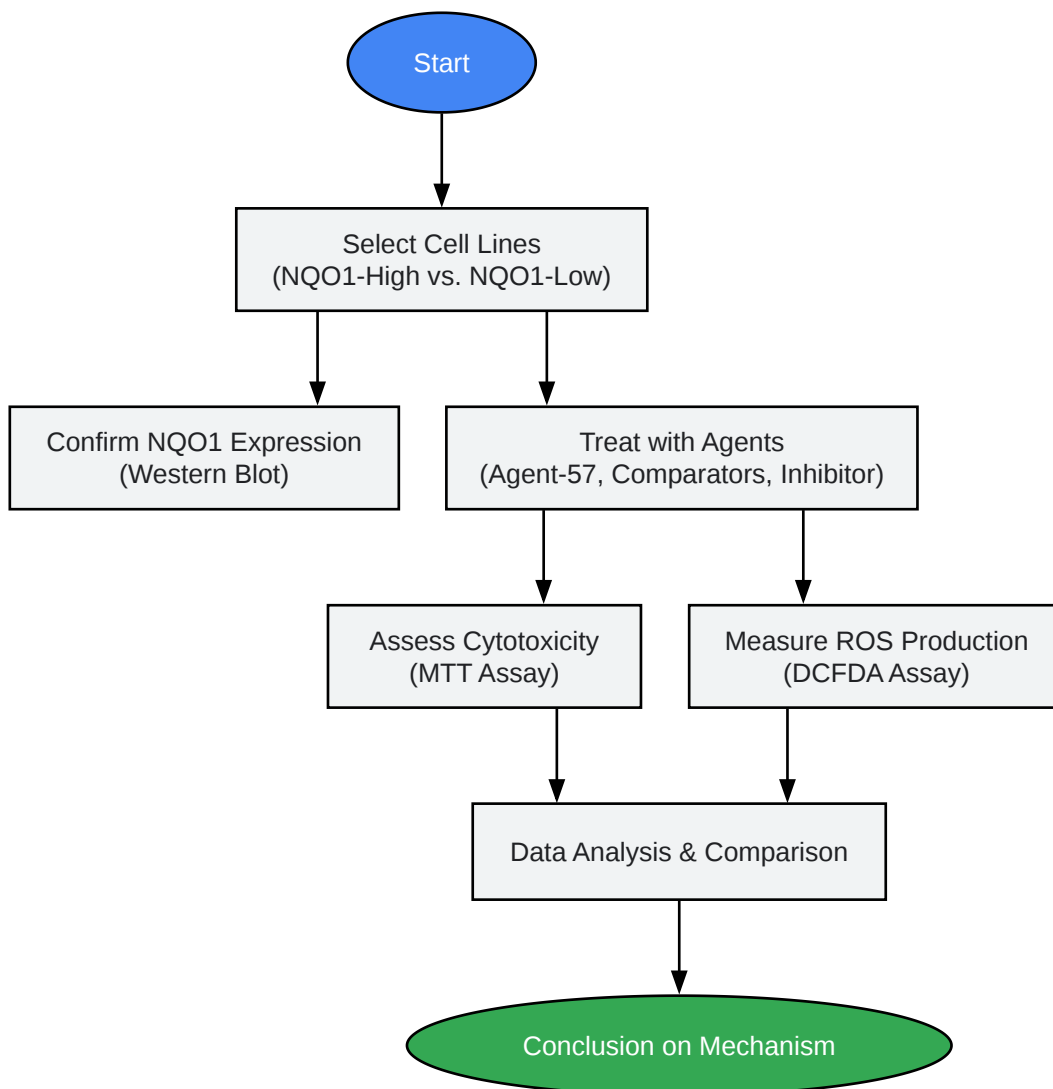 Start
Select Cell Lines
(NQO1-High vs. NQO1-Low)
Confirm NQO1 Expression
(Western Blot)
Treat with Agents
(Agent-57, Comparators, Inhibitor)
Assess Cytotoxicity
(MTT Assay)
Measure ROS Production
(DCFDA Assay)
Data Analysis & Comparison
Conclusion on Mechanism